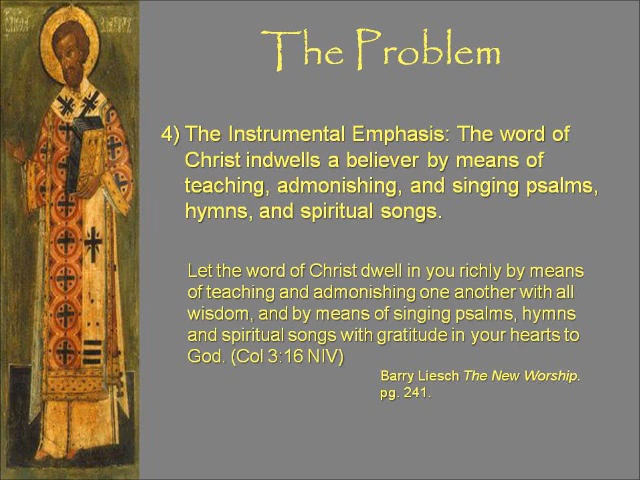 The Problem
4) The Instrumental Emphasis: The word of
Christ indwells a believer by means of
teaching, admonishing, and singing psalms,
hymns, and spiritual songs.
Let the word of Christ dwell in you richly by means
of teaching and admonishing one another with all
wisdom, and by means of singing psalms, hymns
and spiritual songs with gratitude in your hearts to
God. (Col 3:16 NIV)
Barry Liesch The New Worship.
pg. 241.